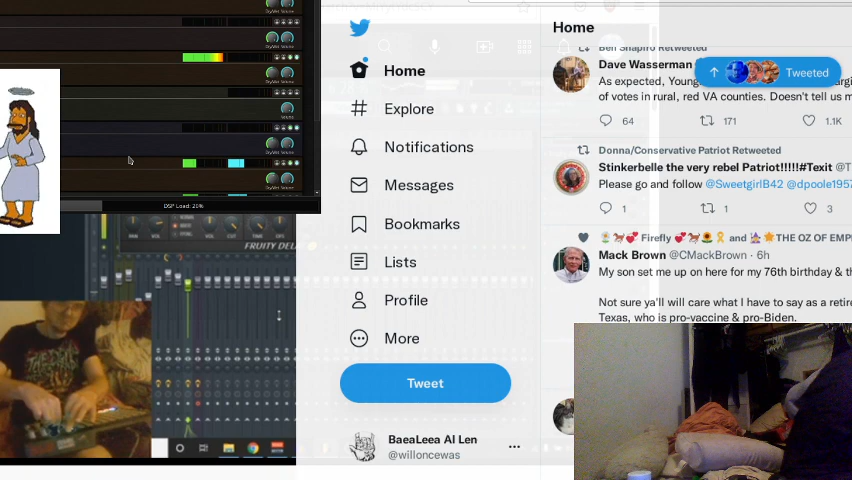 Home
Explore
Notifications
Messages
Bookmarks
Lists
Profile
More
Tweet
BaeaLeea AI Len
@willoncewas
Home
Ben Shapiro Retweeted
Dave Wasserman
Tweeted
As expected, Young
of votes in rural, red VA counties. Doesn't tell us m
64 171 1.1K
Donna/Conservative Patriot Retweeted
Stinkerbelle the very rebel Patriot!!!!!#Texit @T
Please go and follow @SweetgirlB42 @dpoole1957
1 1 3
Firefly and THE OZ OF EMP
Mack Brown @CMackBrown · 6h
My son set me up on here for my 76th birthday & th
Not sure ya'll will care what I have to say as a retire
Texas, who is pro-vaccine & pro-Biden.
DSP Load: 20%
FRUITY DEL